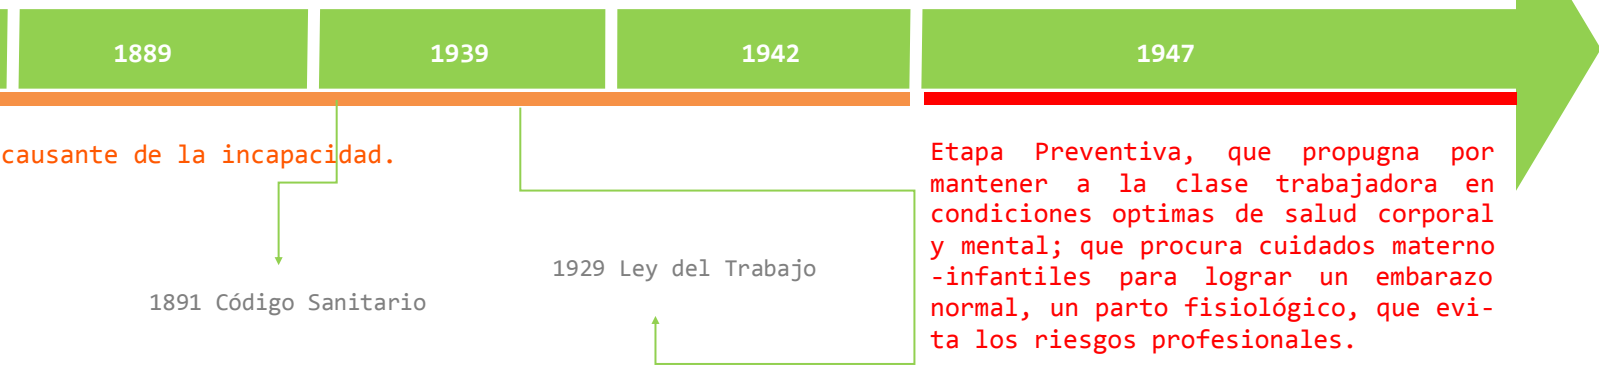 1889
1939
1942
1947
causante de la incapacidad.
1891 Código Sanitario
1929 Ley del Trabajo
Etapa Preventiva, que propugna por
mantener a la clase trabajadora en
condiciones optimas de salud corporal
y mental; que procura cuidados materno
-infantiles para lograr un embarazo
normal, un parto fisiológico, que evi-
ta los riesgos profesionales.